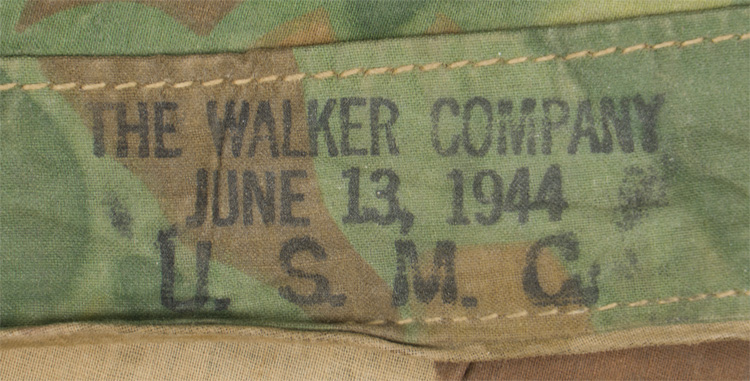 THE WALKER COMPANY
JUNE 13, 1944
U. S. M. C.